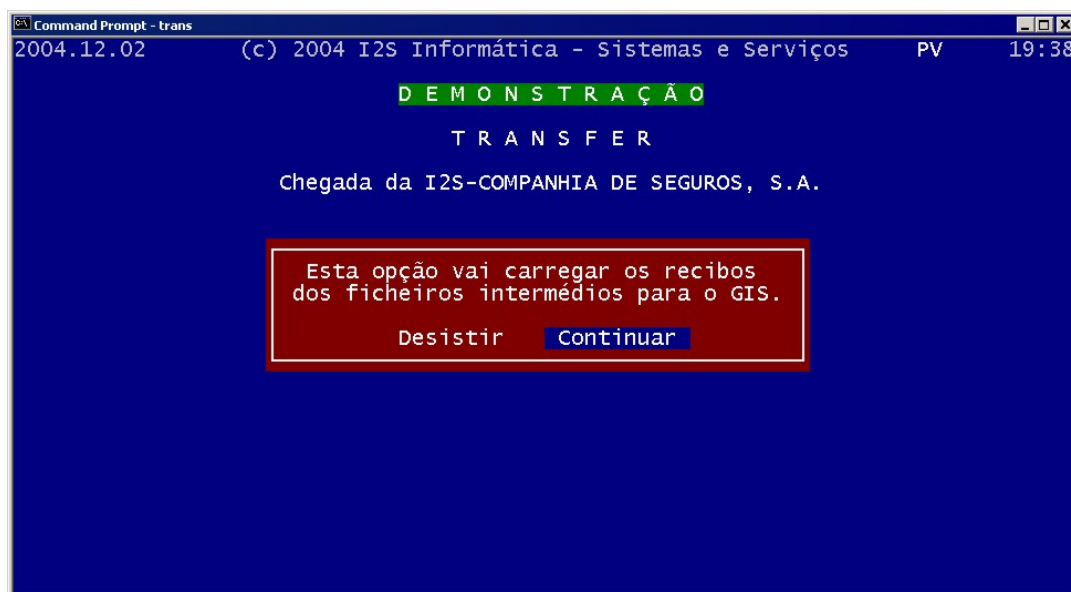 Command Prompt - trans
2004.12.02 (c) 2004 I2S Informática - Sistemas e Serviços PV 19:38
D E M O N S T R A Ç Ã O
T R A N S F E R
Chegada da I2S-COMPANHIA DE SEGUROS, S.A.
Esta opção vai carregar os recibos
dos ficheiros intermédios para o GIS.
Desistir Continuar